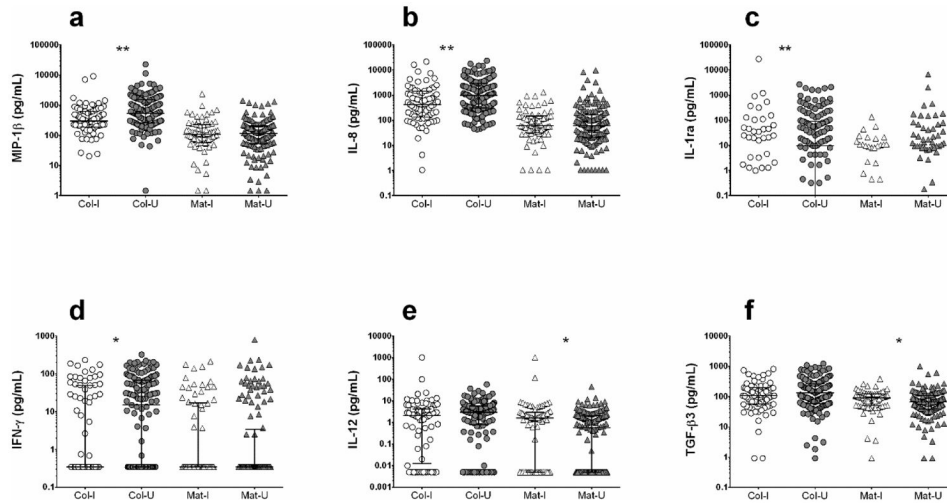 a
**
MIP-1β (pg/mL)
100000
10000
1000
100
10
1
Col-I Col-U Mat-I Mat-U
b
**
IL-8 (pg/mL)
100000
10000
1000
100
10
1
0.1
Col-I Col-U Mat-I Mat-U
c
**
IL-1ra (pg/mL)
100000
10000
1000
100
10
1
0.1
Col-I Col-U Mat-I Mat-U
d
*
IFN-γ (pg/mL)
1000
100
10
1
0.1
Col-I Col-U Mat-I Mat-U
e
*
IL-12 (pg/mL)
10000
1000
100
10
1
0.1
0.01
0.001
Col-I Col-U Mat-I Mat-U
f
*
TGF-β3 (pg/mL)
10000
1000
100
10
1
0.1
Col-I Col-U Mat-I Mat-U